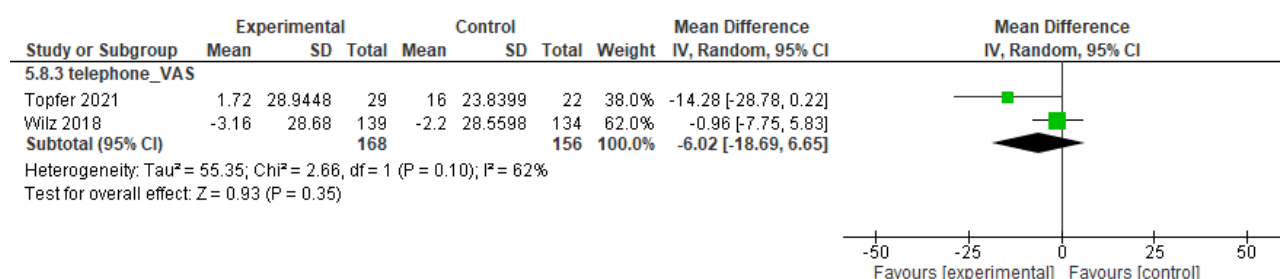 Experimental Control Mean Difference Mean Difference
Study or Subgroup Mean SD Total Mean SD Total Weight IV, Random, 95% CI IV, Random, 95% CI
5.8.3 telephone_VAS
Topfer 2021 1.72 28.9448 29 16 23.8399 22 38.0% -14.28 [-28.78, 0.22]
Wilz 2018 -3.16 28.68 139 -2.2 28.5598 134 62.0% -0.96 [-7.75, 5.83]
Subtotal (95% CI) 168 156 100.0% -6.02 [-18.69, 6.65]
Heterogeneity: Tau² = 55.35; Chi² = 2.66, df = 1 (P = 0.10); I² = 62%
Test for overall effect: Z = 0.93 (P = 0.35)
-50 -25 0 25 50
Favours [experimental] Favours [control]